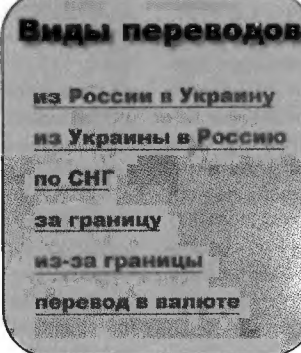 Виды переводов
из России в Украину
из Украины в Россию
по СНГ
за границу
из-за границы
перевод в валюте